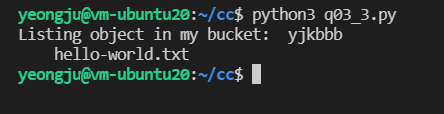 yeongju@vm-ubuntu20:~/cc$ python3 q03_3.py
Listing object in my bucket:  yjkbbb
    hello-world.txt
yeongju@vm-ubuntu20:~/cc$